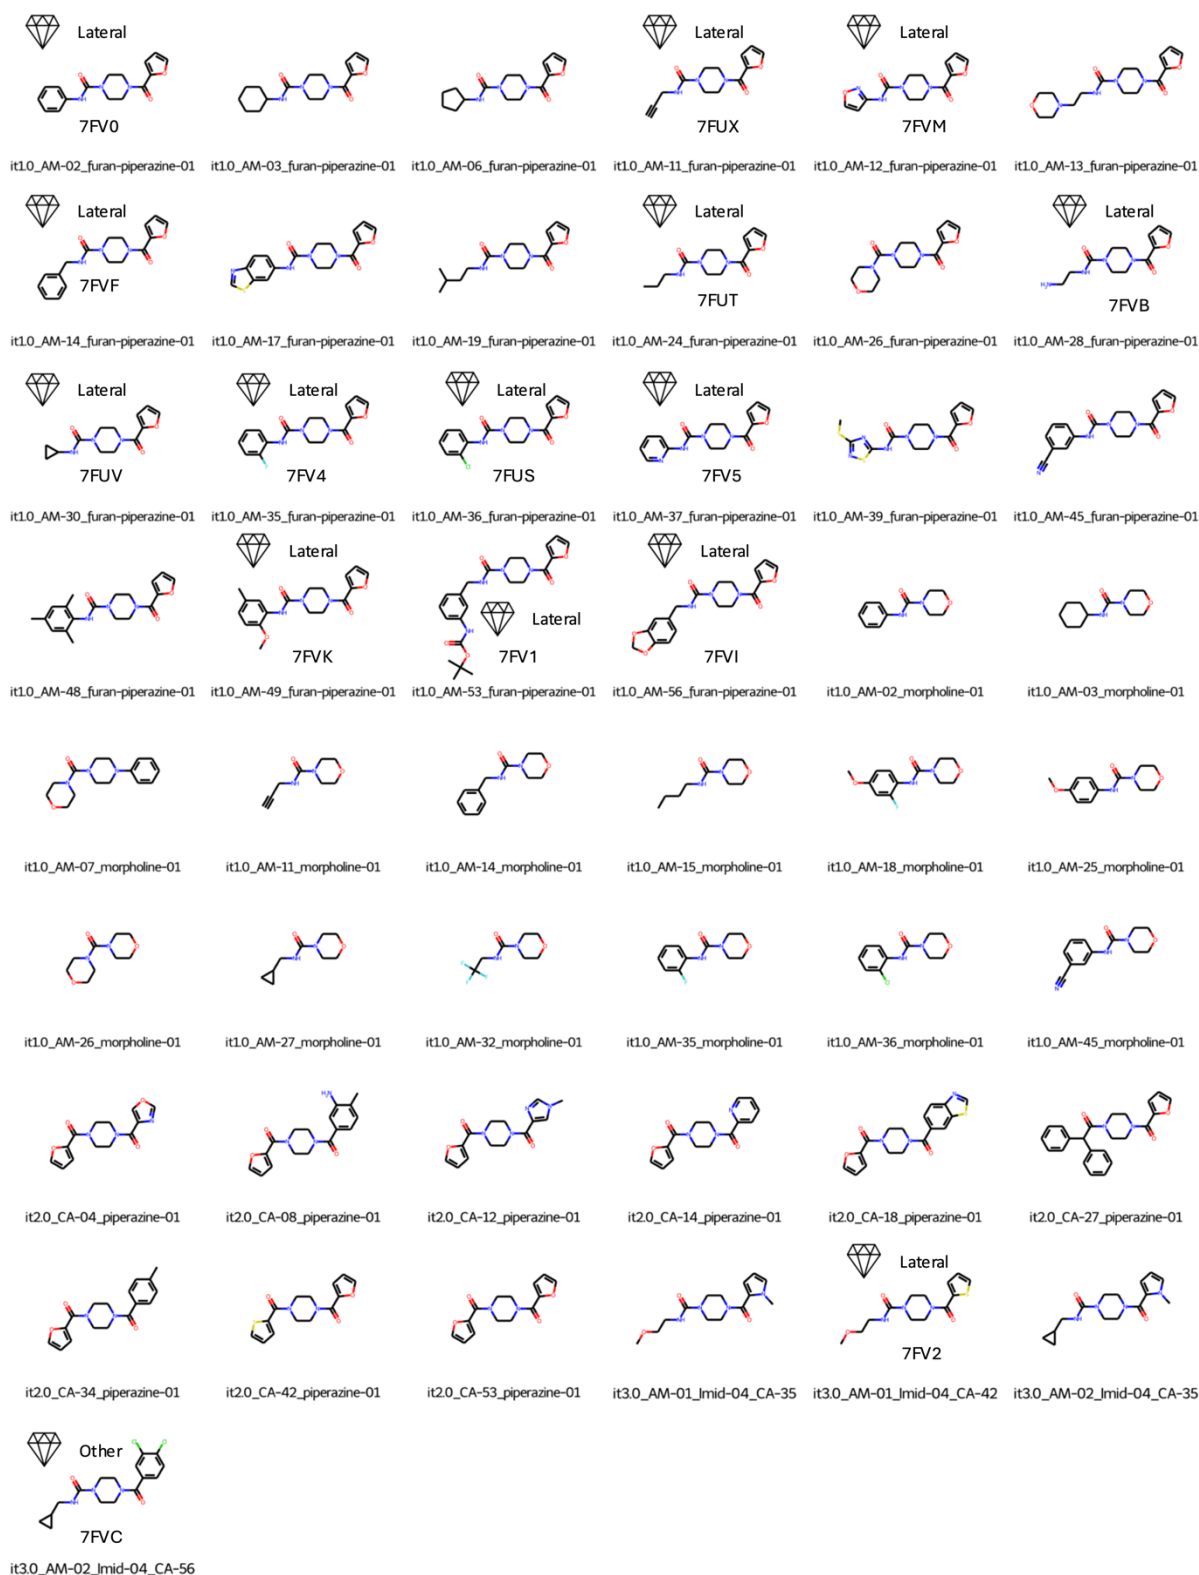 Lateral
Lateral
Lateral
7FV0
7FUX
7FVM
it1.0_AM-02_furan-piperazine-01
it1.0_AM-03_furan-piperazine-01
it1.0_AM-06_furan-piperazine-01
it1.0_AM-11_furan-piperazine-01
it1.0_AM-12_furan-piperazine-01
it1.0_AM-13_furan-piperazine-01
Lateral
Lateral
Lateral
7FVF
7FUT
7FVB
it1.0_AM-14_furan-piperazine-01
it1.0_AM-17_furan-piperazine-01
it1.0_AM-19_furan-piperazine-01
it1.0_AM-24_furan-piperazine-01
it1.0_AM-26_furan-piperazine-01
it1.0_AM-28_furan-piperazine-01
Lateral
Lateral
Lateral
Lateral
7FUV
7FV4
7FUS
7FV5
it1.0_AM-30_furan-piperazine-01
it1.0_AM-35_furan-piperazine-01
it1.0_AM-36_furan-piperazine-01
it1.0_AM-37_furan-piperazine-01
it1.0_AM-39_furan-piperazine-01
it1.0_AM-45_furan-piperazine-01
Lateral
Lateral
Lateral
7FVK
7FV1
7FVI
it1.0_AM-48_furan-piperazine-01
it1.0_AM-49_furan-piperazine-01
it1.0_AM-53_furan-piperazine-01
it1.0_AM-56_furan-piperazine-01
it1.0_AM-02_morpholine-01
it1.0_AM-03_morpholine-01
it1.0_AM-07_morpholine-01
it1.0_AM-11_morpholine-01
it1.0_AM-14_morpholine-01
it1.0_AM-15_morpholine-01
it1.0_AM-18_morpholine-01
it1.0_AM-25_morpholine-01
it1.0_AM-26_morpholine-01
it1.0_AM-27_morpholine-01
it1.0_AM-32_morpholine-01
it1.0_AM-35_morpholine-01
it1.0_AM-36_morpholine-01
it1.0_AM-45_morpholine-01
it2.0_CA-04_piperazine-01
it2.0_CA-08_piperazine-01
it2.0_CA-12_piperazine-01
it2.0_CA-14_piperazine-01
it2.0_CA-18_piperazine-01
it2.0_CA-27_piperazine-01
Lateral
7FV2
it2.0_CA-34_piperazine-01
it2.0_CA-42_piperazine-01
it2.0_CA-53_piperazine-01
it3.0_AM-01_Imid-04_CA-35
it3.0_AM-01_Imid-04_CA-42
it3.0_AM-02_Imid-04_CA-35
Other
7FVC
it3.0_AM-02_Imid-04_CA-56